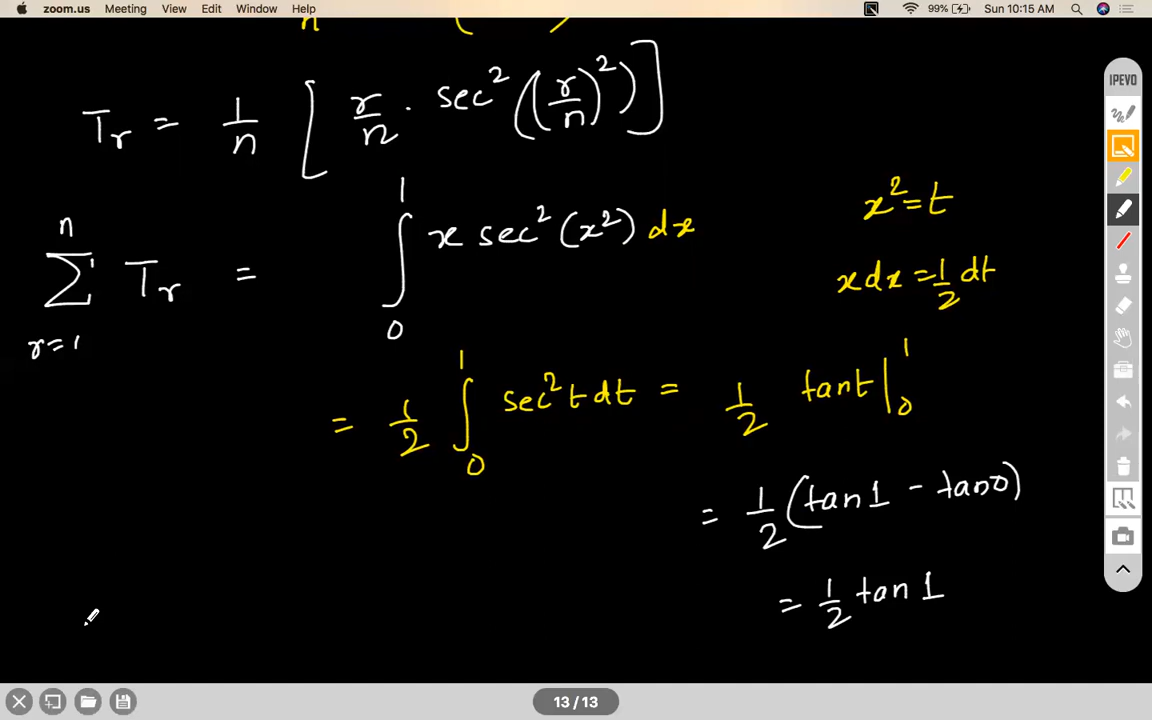 zoom.us Meeting View Edit Window Help 99% Sun 10:15 AM
T_r = 1/n [ r/n . sec²((r/n)²) ]
IPEVO
n
∑ T_r = ∫₀¹ x sec²(x²) dx
r=1
x² = t
x dx = 1/2 dt
= 1/2 ∫₀¹ sec² t dt = 1/2 tan t |₀¹
= 1/2 (tan 1 - tan 0)
= 1/2 tan 1
13 / 13